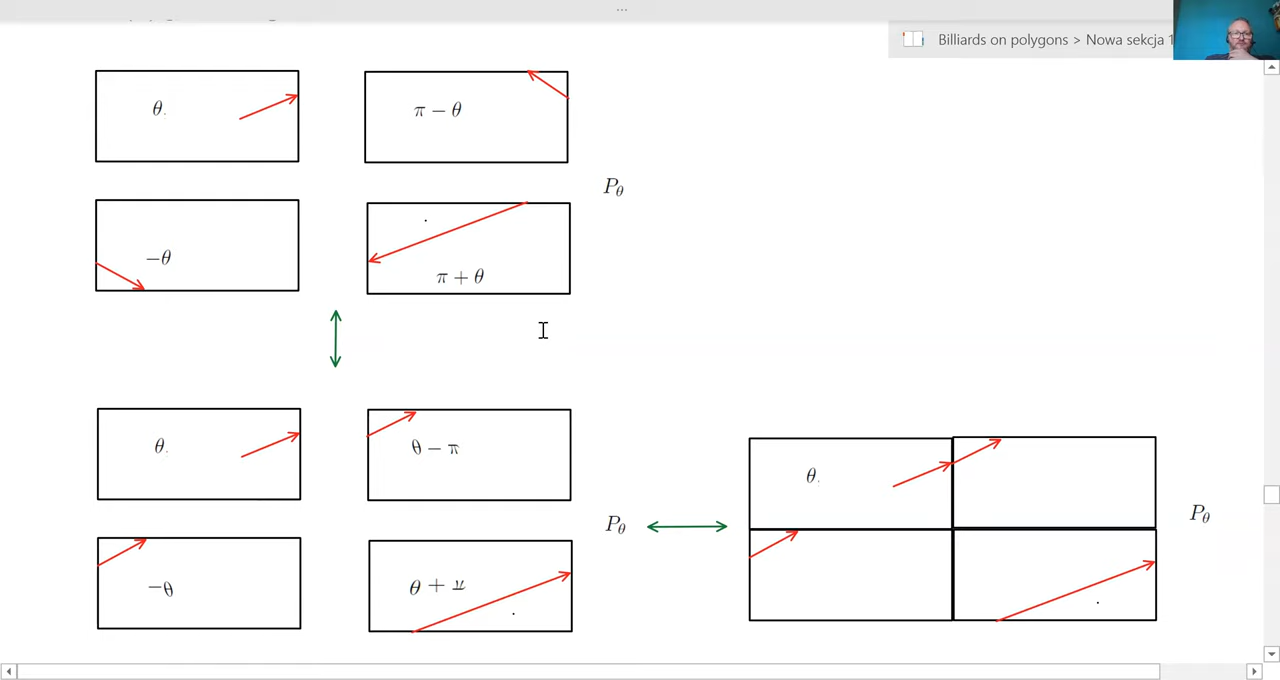 Billiards on polygons > Nowa sekcja 1
θ.
π − θ
P_θ
−θ
π + θ
θ.
θ − π
θ.
P_θ
P_θ
−θ
θ + π